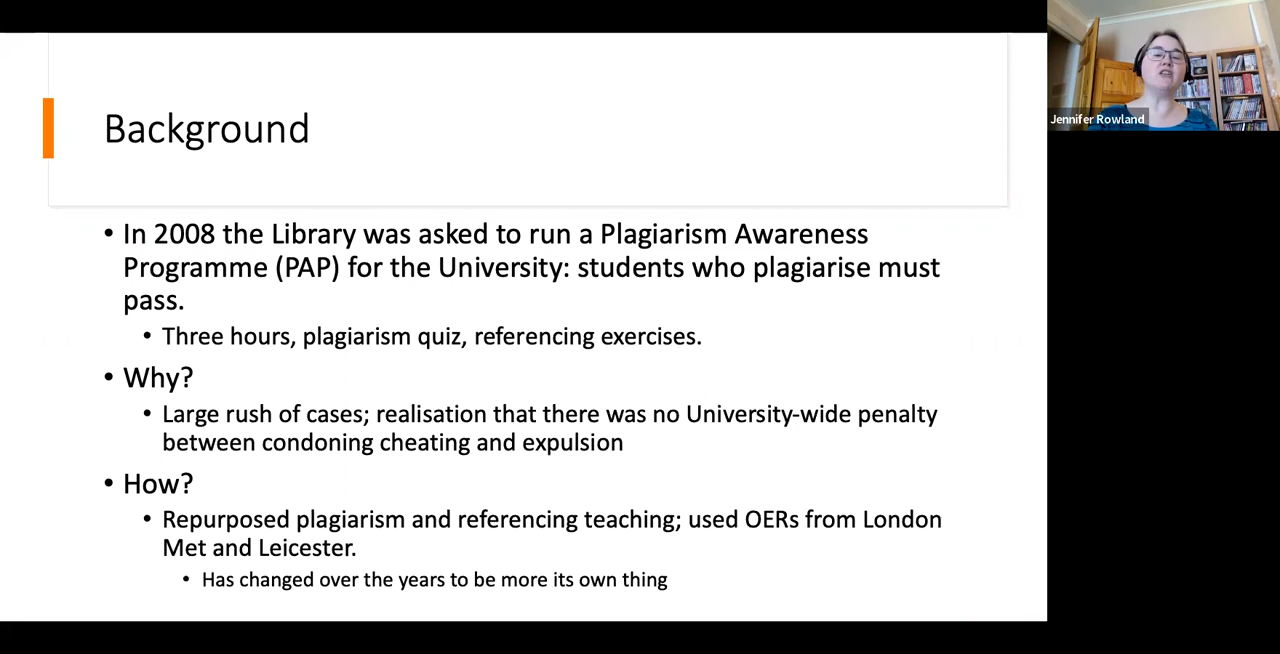 Background
• In 2008 the Library was asked to run a Plagiarism Awareness
Programme (PAP) for the University: students who plagiarise must
pass.
• Three hours, plagiarism quiz, referencing exercises.
• Why?
• Large rush of cases; realisation that there was no University-wide penalty
between condoning cheating and expulsion
• How?
• Repurposed plagiarism and referencing teaching; used OERs from London
Met and Leicester.
• Has changed over the years to be more its own thing
Jennifer Rowland